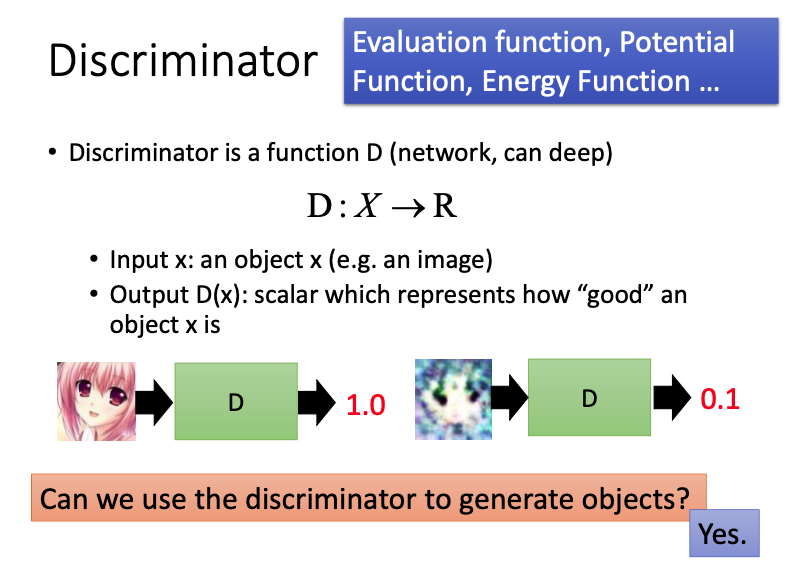 Discriminator
Evaluation function, Potential
Function, Energy Function ...
• Discriminator is a function D (network, can deep)
D : X → R
• Input x: an object x (e.g. an image)
• Output D(x): scalar which represents how “good” an
object x is
D
1.0
D
0.1
Can we use the discriminator to generate objects?
Yes.